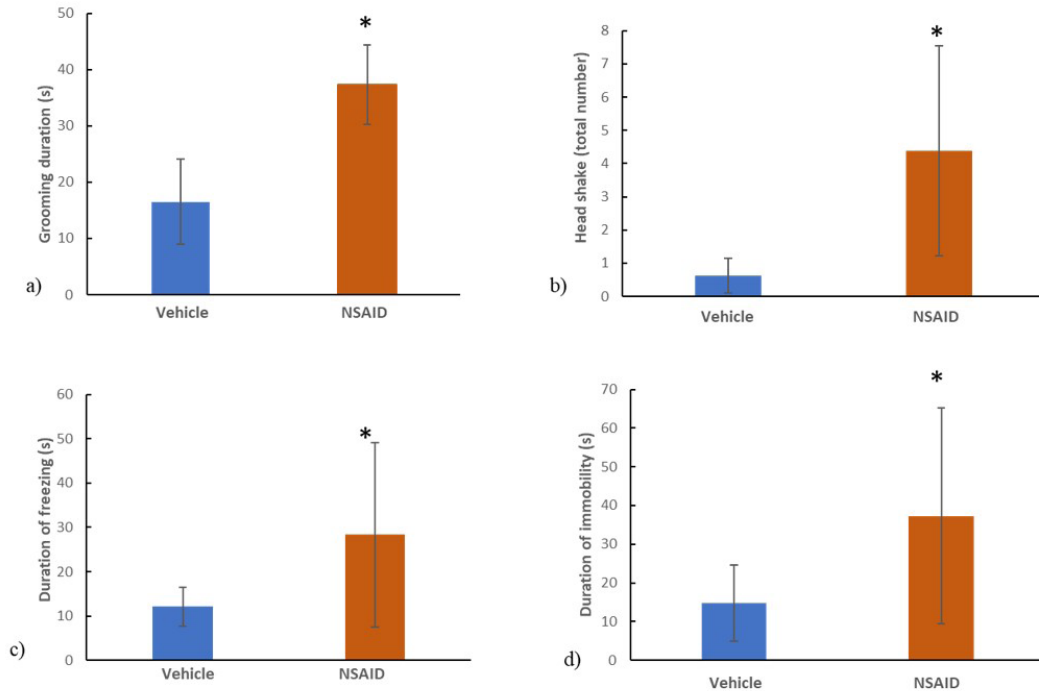 a)
Grooming duration (s)
50
40
30
20
10
0
*
Vehicle
NSAID
b)
Head shake (total number)
8
7
6
5
4
3
2
1
0
*
Vehicle
NSAID
c)
Duration of freezing (s)
60
50
40
30
20
10
0
*
Vehicle
NSAID
d)
Duration of immobility (s)
70
60
50
40
30
20
10
0
*
Vehicle
NSAID